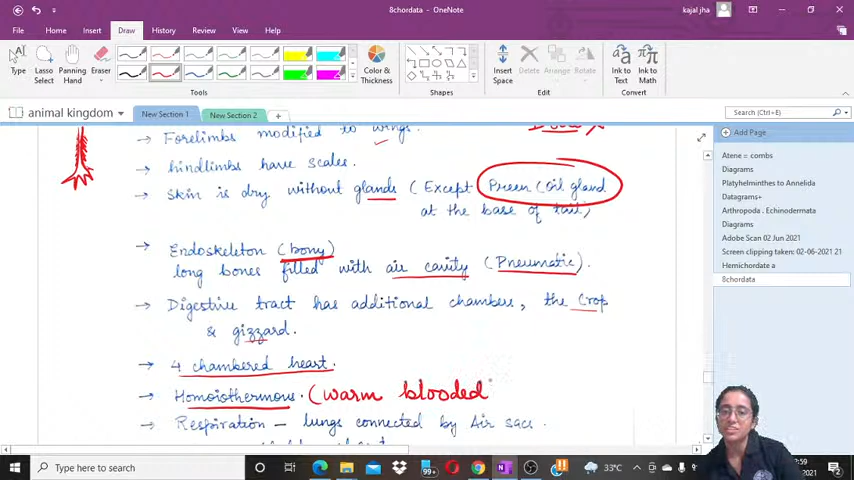 8chordata - OneNote
kajal jha
File Home Insert Draw History Review View Help
Type
Lasso Select
Panning Hand
Eraser
Color & Thickness
Insert Space
Delete
Arrange
Rotate
Ink to Text
Ink to Math
Tools
Shapes
Edit
Convert
animal kingdom
New Section 1
New Section 2
Search (Ctrl+E)
→ Forelimbs modified to wings.
→ hindlimbs have scales.
→ Skin is dry without glands (Except Preen (oil gland
at the base of tail)
→ Endoskeleton (bony)
long bones filled with air cavity (Pneumatic).
→ Digestive tract has additional chambers, the Crop
& gizzard.
→ 4 chambered heart.
→ Homoiothermous. (warm blooded
→ Respiration - lungs connected by Air sacs.
Add Page
Atene = combs
Diagrams
Platyhelminthes to Annelida
Datagrams+
Arthropoda . Echinodermata
Diagrams
Adobe Scan 02 Jun 2021
Screen clipping taken: 02-06-2021 21
Hemichordate a
8chordata
Type here to search
99+
33°C